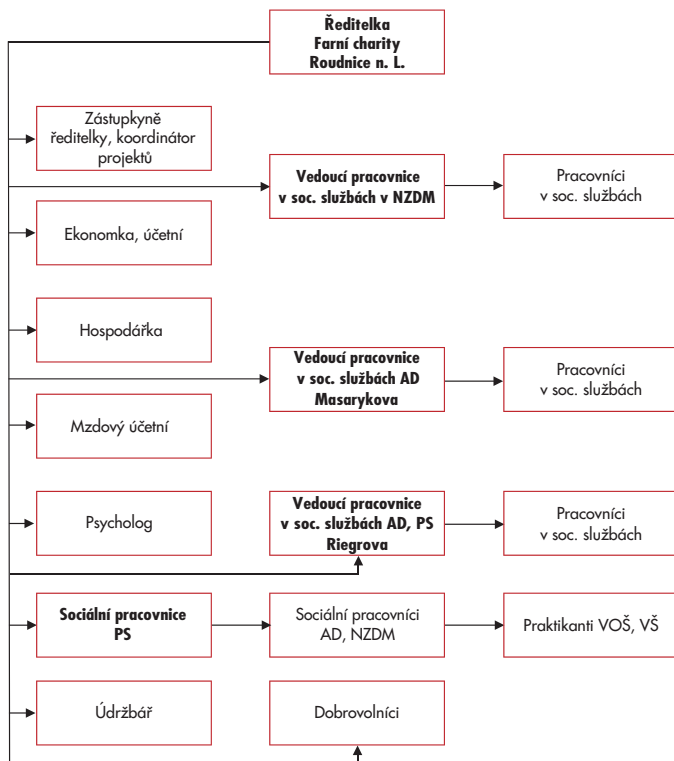 Ředitelka
Farní charity
Roudnice n. L.
Zástupkyně
ředitelky, koordinátor
projektů
Vedoucí pracovnice
v soc. službách v NZDM
Pracovníci
v soc. službách
Ekonomka, účetní
Hospodářka
Vedoucí pracovnice
v soc. službách AD
Masarykova
Pracovníci
v soc. službách
Mzdový účetní
Psycholog
Vedoucí pracovnice
v soc. službách AD, PS
Riegrova
Pracovníci
v soc. službách
Sociální pracovnice
PS
Sociální pracovníci
AD, NZDM
Praktikanti VOŠ, VŠ
Údržbář
Dobrovolníci